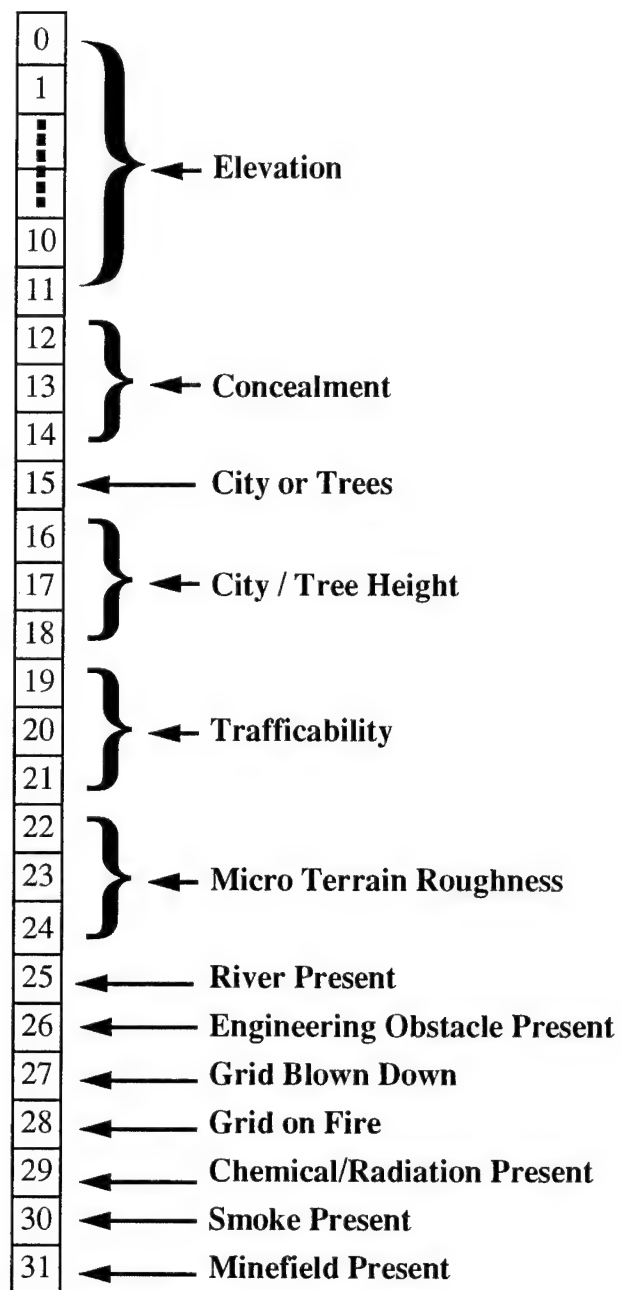 0
1
Elevation
10
11
12
13 Concealment
14
15 City or Trees
16
17 City / Tree Height
18
19
20 Trafficability
21
22
23 Micro Terrain Roughness
24
25 River Present
26 Engineering Obstacle Present
27 Grid Blown Down
28 Grid on Fire
29 Chemical/Radiation Present
30 Smoke Present
31 Minefield Present